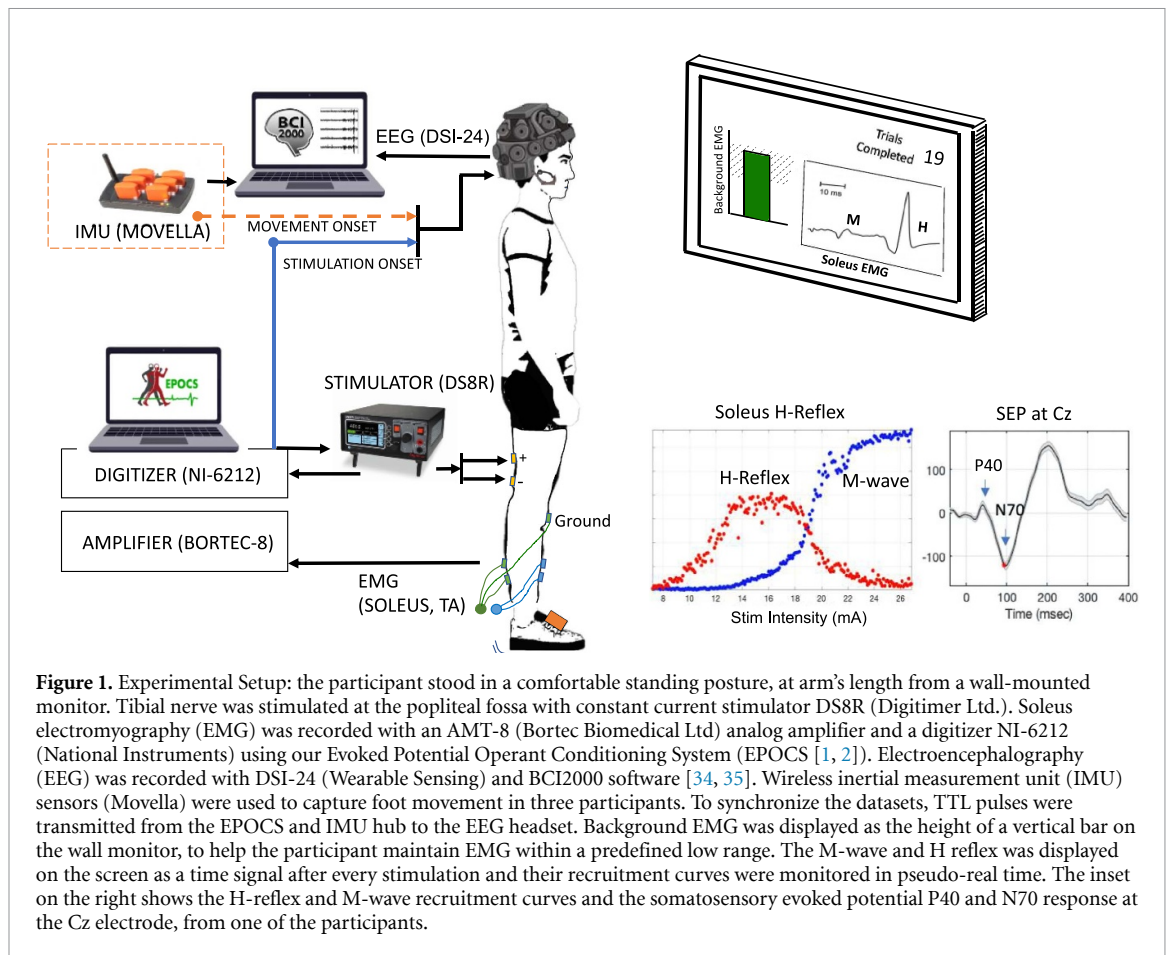 BCI
2000
EEG (DSI-24)
IMU (MOVELLA)
MOVEMENT ONSET
STIMULATION ONSET
Trials
Completed 19
Background EMG
10 ms
M
H
Soleus EMG
EPOCS
STIMULATOR (DS8R)
DIGITIZER (NI-6212)
AMPLIFIER (BORTEC-8)
+
-
Ground
EMG
(SOLEUS, TA)
Soleus H-Reflex
H-Reflex
M-wave
8 10 12 14 16 18 20 22 24 26
Stim Intensity (mA)
SEP at Cz
P40
N70
100
0
-100
0 100 200 300 400
Time (msec)
Figure 1. Experimental Setup: the participant stood in a comfortable standing posture, at arm's length from a wall-mounted
monitor. Tibial nerve was stimulated at the popliteal fossa with constant current stimulator DS8R (Digitimer Ltd.). Soleus
electromyography (EMG) was recorded with an AMT-8 (Bortec Biomedical Ltd) analog amplifier and a digitizer NI-6212
(National Instruments) using our Evoked Potential Operant Conditioning System (EPOCS [1, 2]). Electroencephalography
(EEG) was recorded with DSI-24 (Wearable Sensing) and BCI2000 software [34, 35]. Wireless inertial measurement unit (IMU)
sensors (Movella) were used to capture foot movement in three participants. To synchronize the datasets, TTL pulses were
transmitted from the EPOCS and IMU hub to the EEG headset. Background EMG was displayed as the height of a vertical bar on
the wall monitor, to help the participant maintain EMG within a predefined low range. The M-wave and H reflex was displayed
on the screen as a time signal after every stimulation and their recruitment curves were monitored in pseudo-real time. The inset
on the right shows the H-reflex and M-wave recruitment curves and the somatosensory evoked potential P40 and N70 response at
the Cz electrode, from one of the participants.